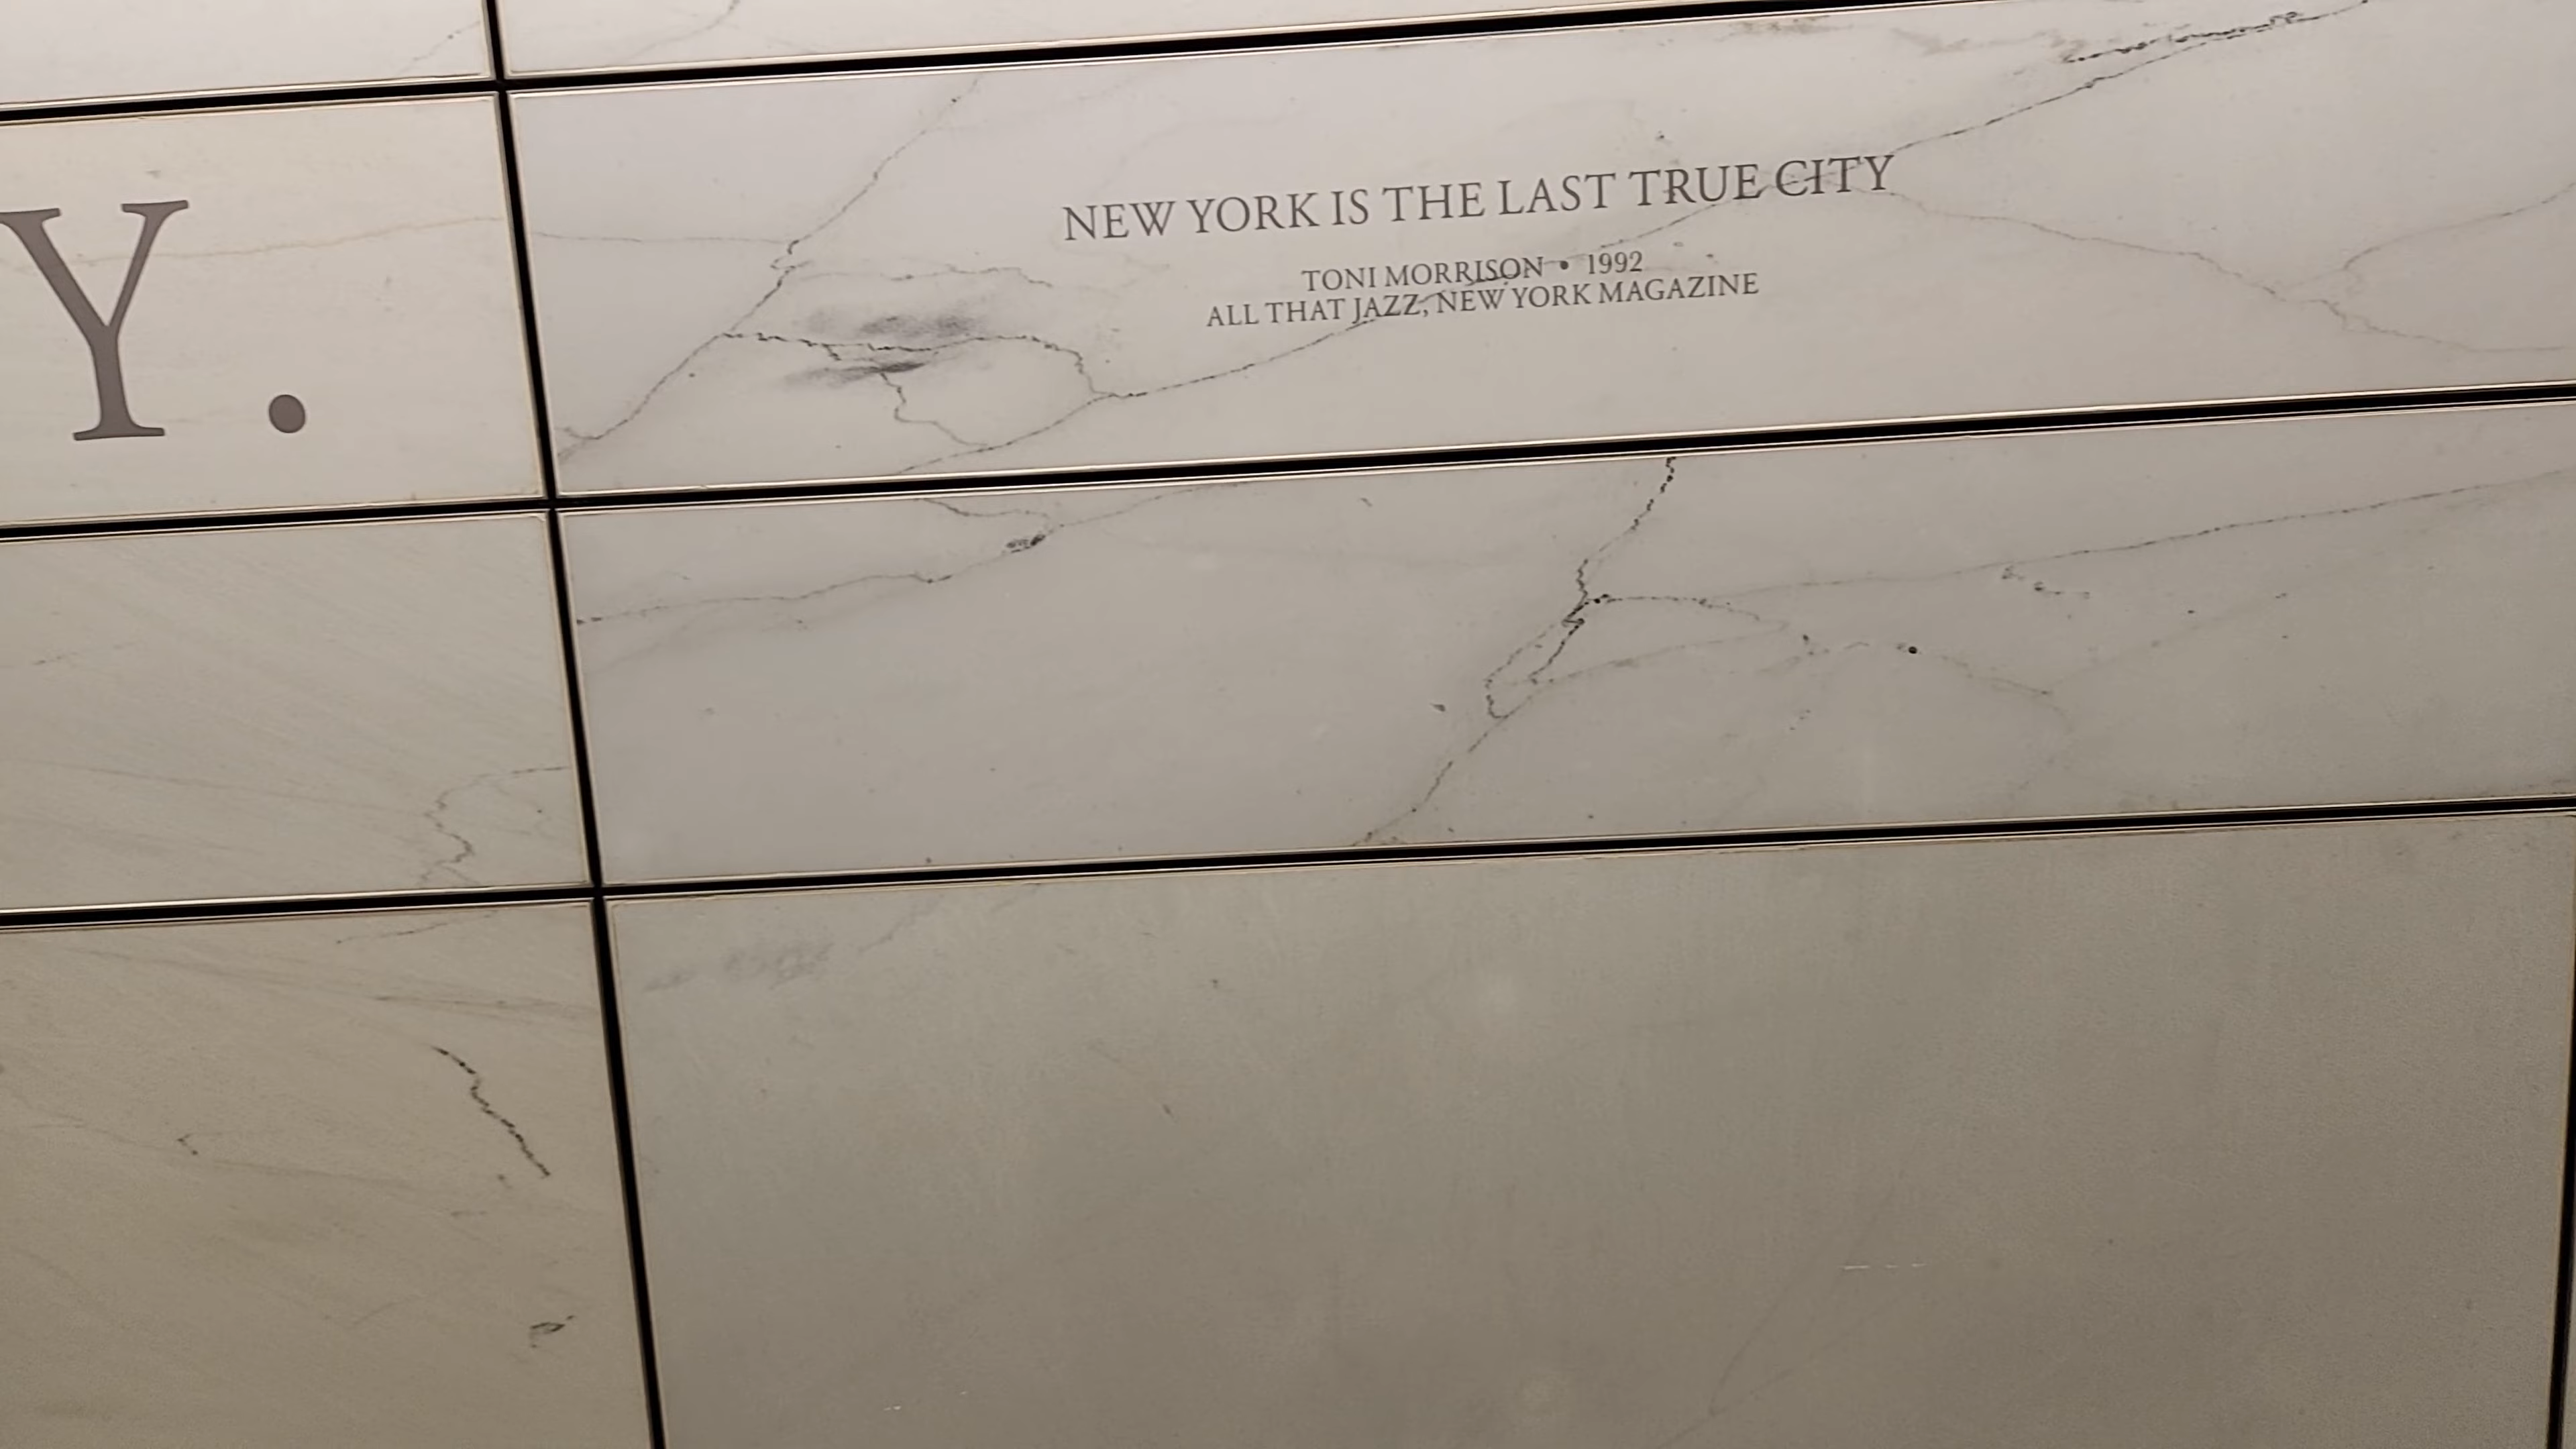 Y.
NEW YORK IS THE LAST TRUE CITY
TONI MORRISON • 1992
ALL THAT JAZZ, NEW YORK MAGAZINE